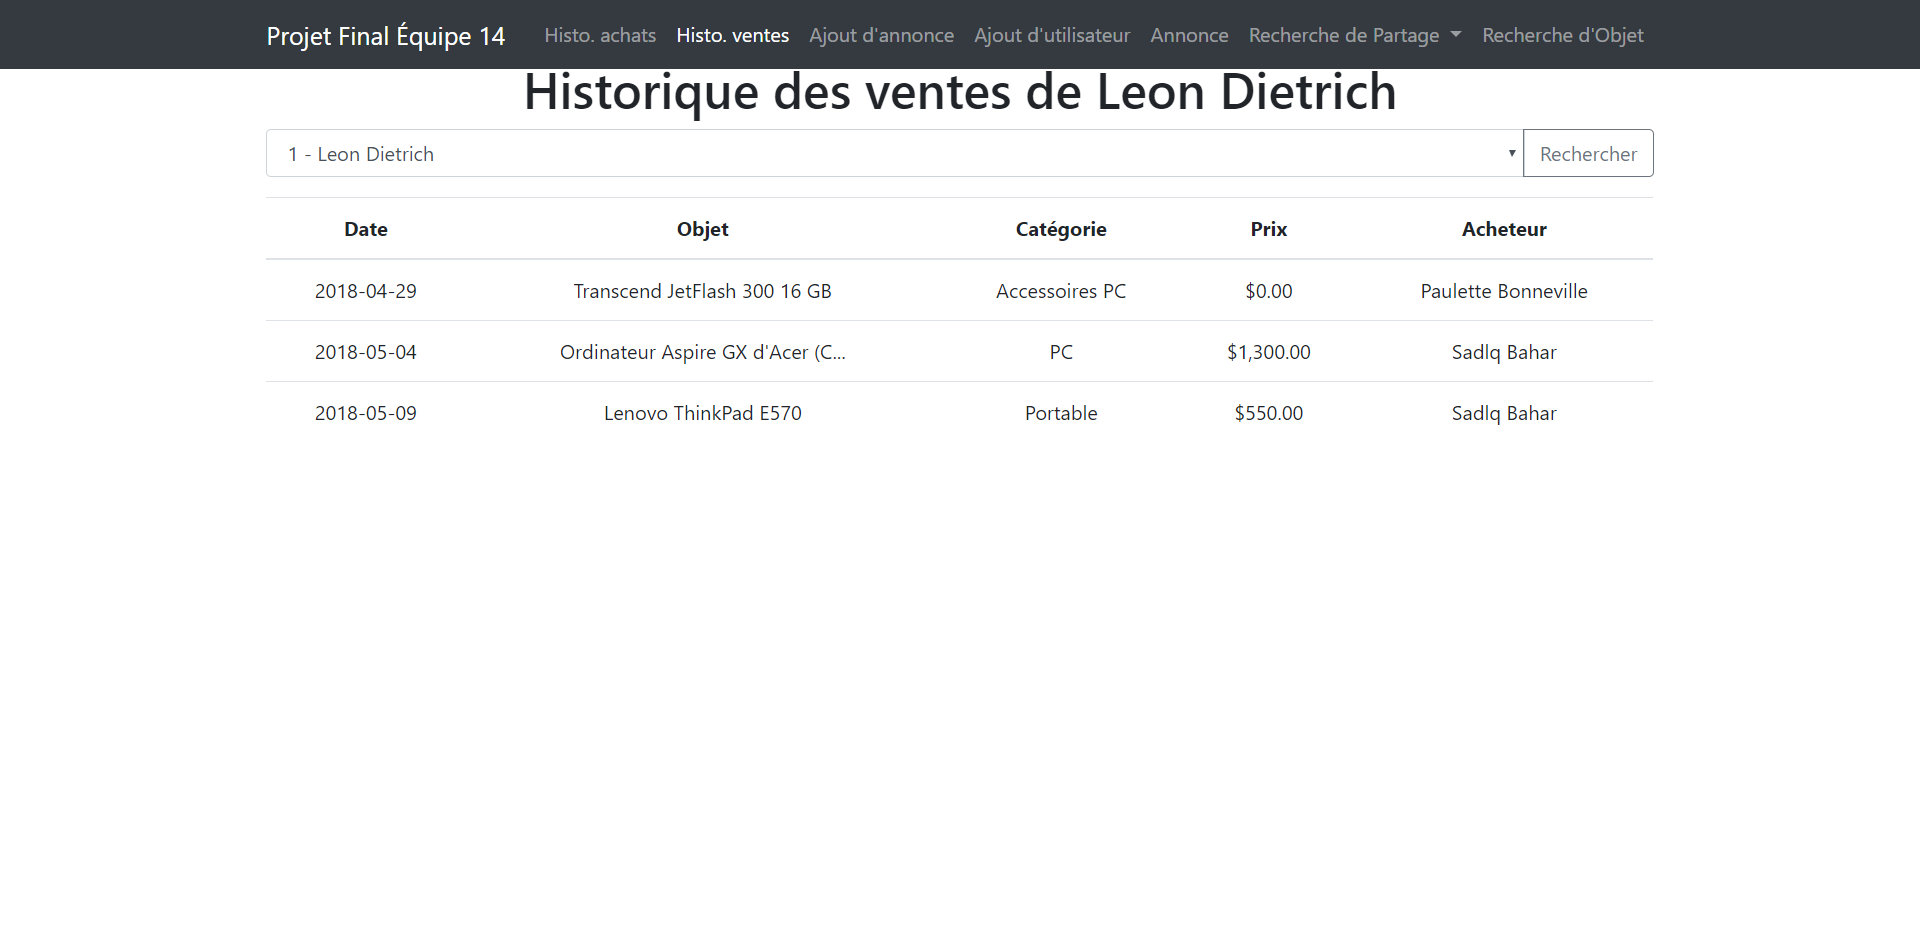 Projet Final Équipe 14 Histo. achats Histo. ventes Ajout d'annonce Ajout d'utilisateur Annonce Recherche de Partage Recherche d'Objet
Historique des ventes de Leon Dietrich
1 - Leon Dietrich Rechercher
Date Objet Catégorie Prix Acheteur
2018-04-29 Transcend JetFlash 300 16 GB Accessoires PC $0.00 Paulette Bonneville
2018-05-04 Ordinateur Aspire GX d'Acer (C... PC $1,300.00 Sadlq Bahar
2018-05-09 Lenovo ThinkPad E570 Portable $550.00 Sadlq Bahar